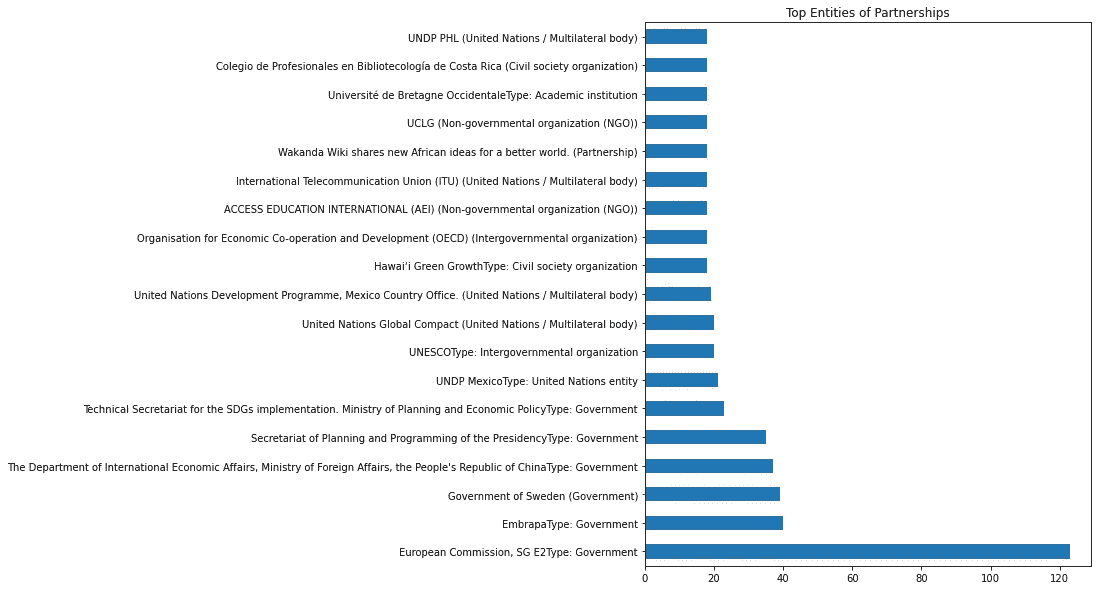 Top Entities of Partnerships
UNDP PHL (United Nations / Multilateral body)
Colegio de Profesionales en Bibliotecología de Costa Rica (Civil society organization)
Université de Bretagne OccidentaleType: Academic institution
UCLG (Non-governmental organization (NGO))
Wakanda Wiki shares new African ideas for a better world. (Partnership)
International Telecommunication Union (ITU) (United Nations / Multilateral body)
ACCESS EDUCATION INTERNATIONAL (AEI) (Non-governmental organization (NGO))
Organisation for Economic Co-operation and Development (OECD) (Intergovernmental organization)
Hawaiʻi Green GrowthType: Civil society organization
United Nations Development Programme, Mexico Country Office. (United Nations / Multilateral body)
United Nations Global Compact (United Nations / Multilateral body)
UNESCOType: Intergovernmental organization
UNDP MexicoType: United Nations entity
Technical Secretariat for the SDGs implementation. Ministry of Planning and Economic PolicyType: Government
Secretariat of Planning and Programming of the PresidencyType: Government
The Department of International Economic Affairs, Ministry of Foreign Affairs, the People's Republic of ChinaType: Government
Government of Sweden (Government)
EmbrapaType: Government
European Commission, SG E2Type: Government
0 20 40 60 80 100 120